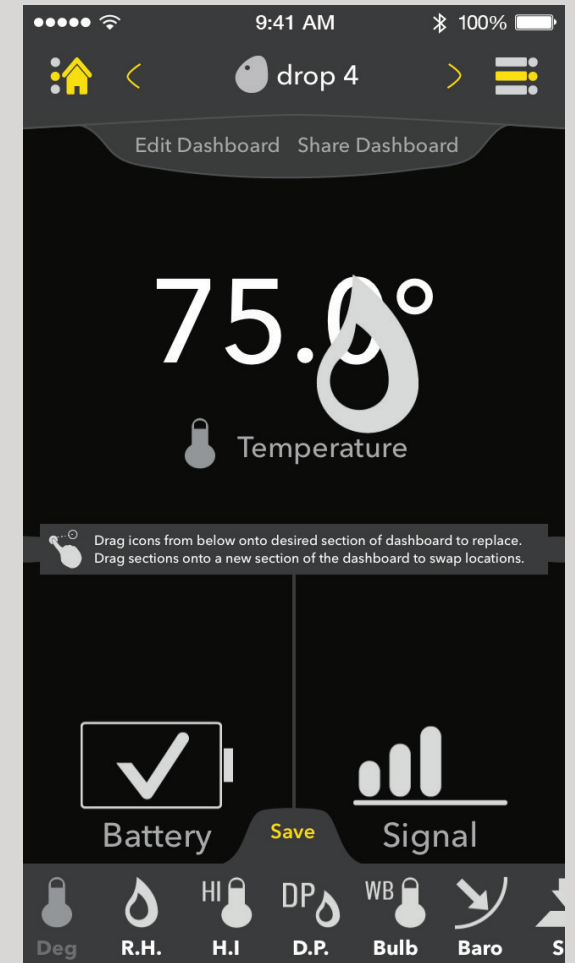 9:41 AM 100%
drop 4
Edit Dashboard Share Dashboard
75.0°
Temperature
Drag icons from below onto desired section of dashboard to replace.
Drag sections onto a new section of the dashboard to swap locations.
Battery Save Signal
HI DP WB
Deg R.H. H.I D.P. Bulb Baro S